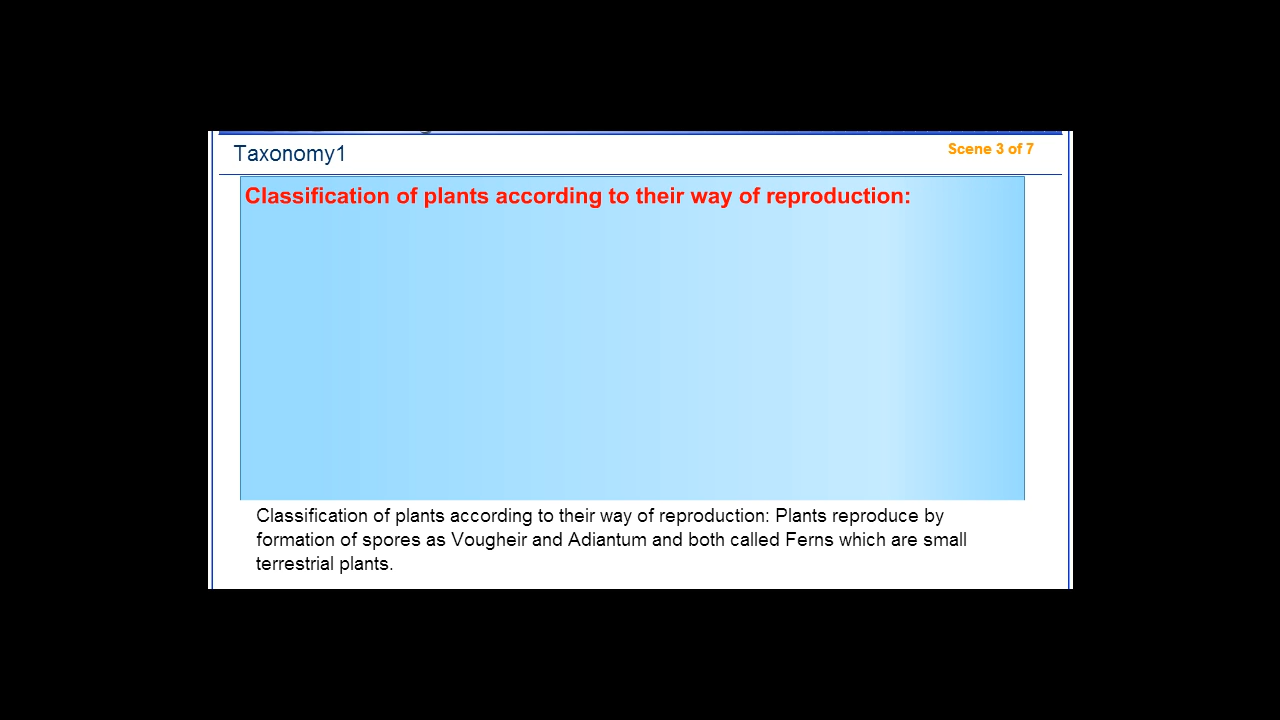 Taxonomy1
Scene 3 of 7
Classification of plants according to their way of reproduction:
Classification of plants according to their way of reproduction: Plants reproduce by
formation of spores as Vougheir and Adiantum and both called Ferns which are small
terrestrial plants.